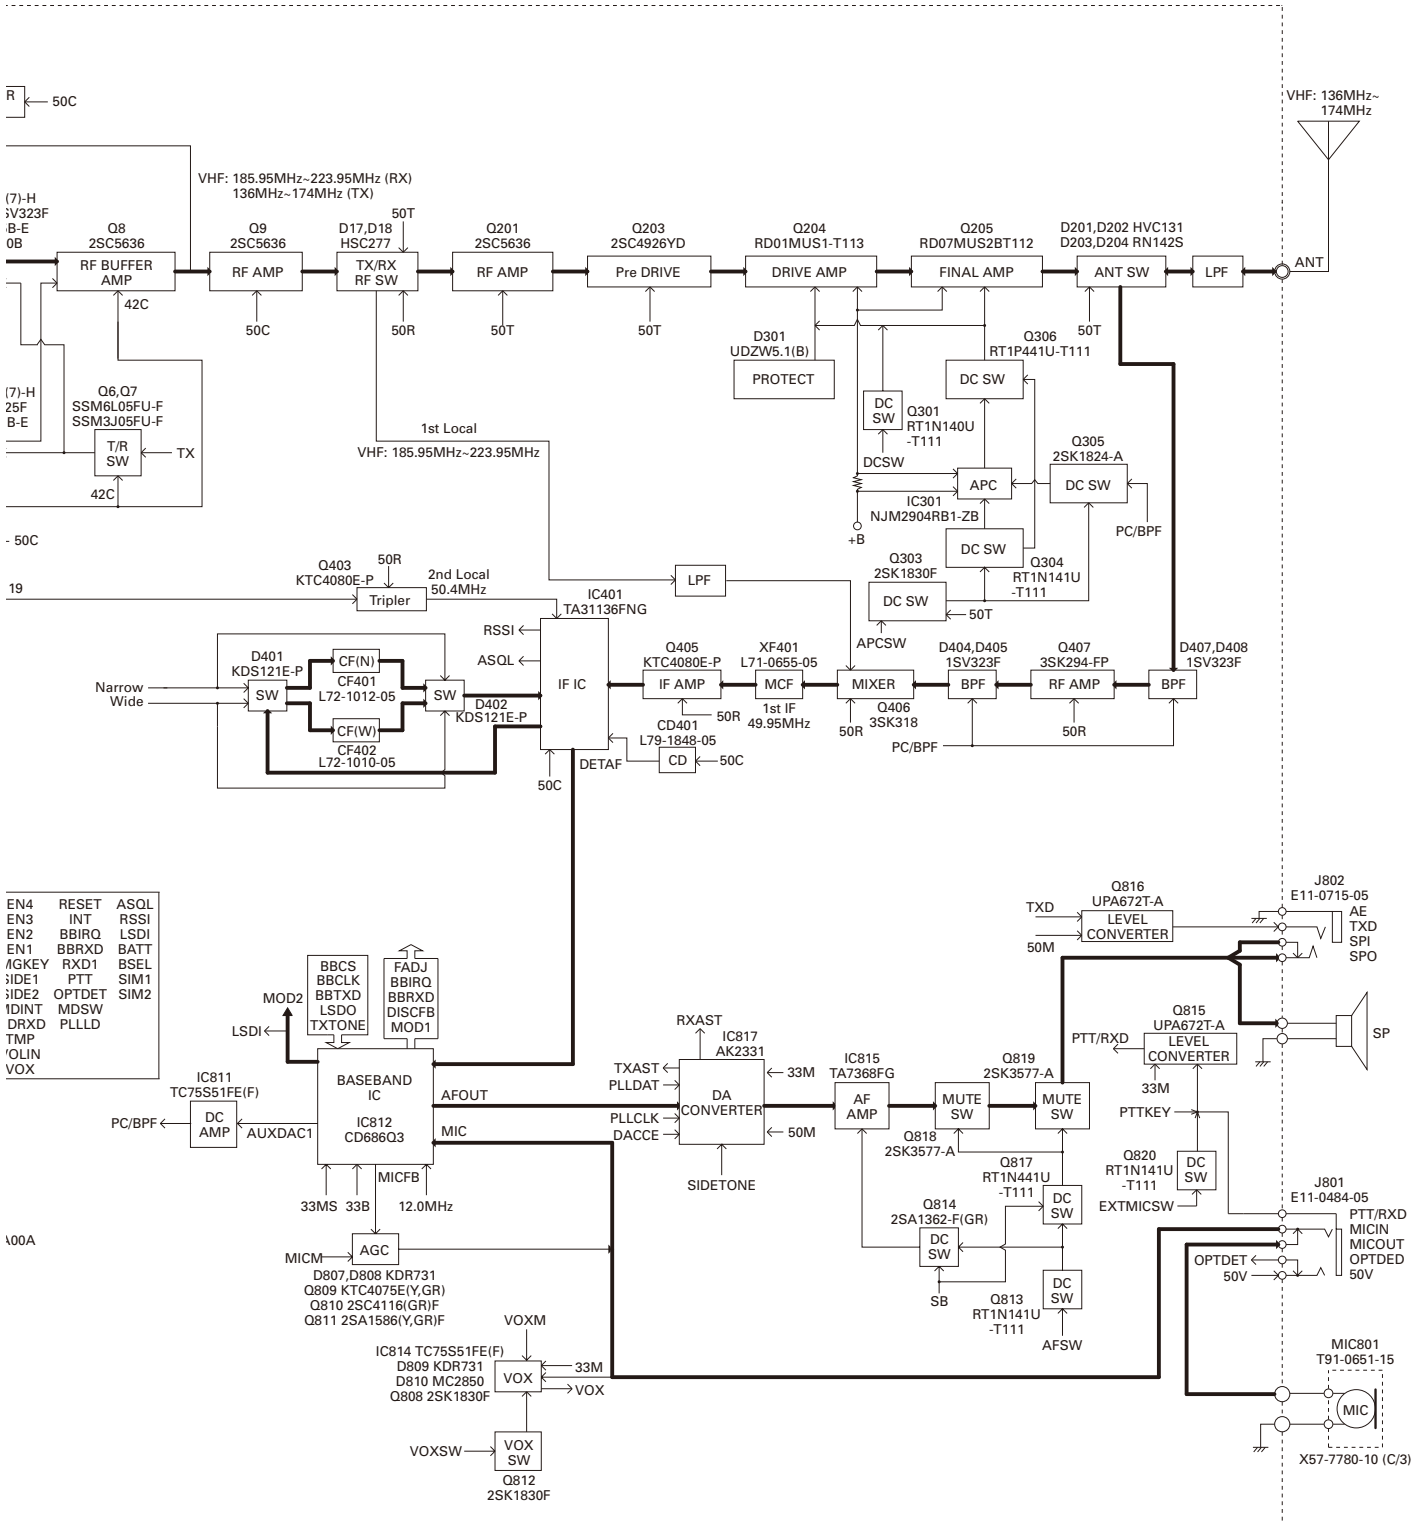 R
50C
VHF: 136MHz~
174MHz
VHF: 185.95MHz~223.95MHz (RX)
136MHz~174MHz (TX)
(7)-H
SV323F
B-E
0B
Q8
2SC5636
RF BUFFER
AMP
42C
Q9
2SC5636
RF AMP
50C
D17,D18
HSC277
50T
TX/RX
RF SW
50R
Q201
2SC5636
RF AMP
50T
Q203
2SC4926YD
Pre DRIVE
50T
Q204
RD01MUS1-T113
DRIVE AMP
Q205
RD07MUS2BT112
FINAL AMP
D201,D202 HVC131
D203,D204 RN142S
ANT SW
50T
LPF
ANT
D301
UDZW5.1(B)
PROTECT
Q306
RT1P441U-T111
DC SW
DC
SW
Q301
RT1N140U
-T111
DCSW
Q305
2SK1824-A
DC SW
PC/BPF
APC
IC301
NJM2904RB1-ZB
+B
DC SW
Q304
RT1N141U
-T111
Q303
2SK1830F
DC SW
50T
APCSW
(7)-H
25F
B-E
Q6,Q7
SSM6L05FU-F
SSM3J05FU-F
T/R
SW
TX
42C
1st Local
VHF: 185.95MHz~223.95MHz
- 50C
19
Q403
KTC4080E-P
50R
Tripler
2nd Local
50.4MHz
LPF
IC401
TA31136FNG
RSSI
ASQL
IF IC
DETAF
50C
D401
KDS121E-P
Narrow
Wide
SW
CF(N)
CF401
L72-1012-05
CF(W)
CF402
L72-1010-05
SW
D402
KDS121E-P
Q405
KTC4080E-P
IF AMP
50R
CD401
L79-1848-05
CD
50C
XF401
L71-0655-05
MCF
1st IF
49.95MHz
MIXER
Q406
3SK318
50R
D404,D405
1SV323F
BPF
PC/BPF
Q407
3SK294-FP
RF AMP
50R
D407,D408
1SV323F
BPF
EN4 RESET ASQL
EN3 INT RSSI
EN2 BBIRQ LSDI
EN1 BBRXD BATT
MGKEY RXD1 BSEL
SIDE1 PTT SIM1
SIDE2 OPTDET SIM2
MDINT MDSW
DRXD PLLLD
TMP
VOLIN
VOX
MOD2
LSDI
BBCS
BBCLK
BBTXD
LSDO
TXTONE
FADJ
BBIRQ
BBRXD
DISCFB
MOD1
BASEBAND
IC
IC812
CD686Q3
AFOUT
MIC
MICFB
33MS
33B
12.0MHz
IC811
TC75S51FE(F)
DC
AMP
PC/BPF
AUXDAC1
MICM
AGC
D807,D808 KDR731
Q809 KTC4075E(Y,GR)
Q810 2SC4116(GR)F
Q811 2SA1586(Y,GR)F
A00A
VOXM
IC814 TC75S51FE(F)
D809 KDR731
D810 MC2850
Q808 2SK1830F
VOX
33M
VOX
VOXSW
VOX
SW
Q812
2SK1830F
RXAST
IC817
AK2331
TXAST
PLLDAT
PLLCLK
DACCE
DA
CONVERTER
33M
50M
SIDETONE
IC815
TA7368FG
AF
AMP
MUTE
SW
Q818
2SK3577-A
Q819
2SK3577-A
MUTE
SW
Q817
RT1N441U
-T111
DC
SW
Q814
2SA1362-F(GR)
DC
SW
SB
Q813
RT1N141U
-T111
DC
SW
AFSW
Q816
UPA672T-A
TXD
50M
LEVEL
CONVERTER
Q815
UPA672T-A
PTT/RXD
LEVEL
CONVERTER
33M
PTTKEY
Q820
RT1N141U
-T111
DC
SW
EXTMICSW
J802
E11-0715-05
AE
TXD
SPI
SPO
SP
J801
E11-0484-05
PTT/RXD
MICIN
MICOUT
OPTDED
50V
OPTDET
50V
MIC801
T91-0651-15
MIC
X57-7780-10 (C/3)